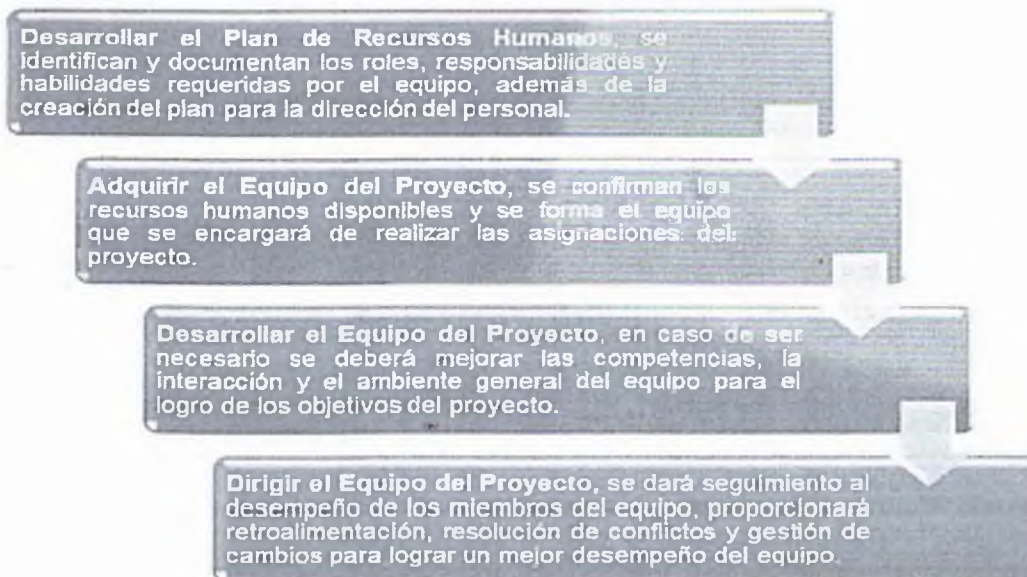 Desarrollar el Plan de Recursos Humanos, se
identifican y documentan los roles, responsabilidades y
habilidades requeridas por el equipo, además de la
creación del plan para la dirección del personal.
Adquirir el Equipo del Proyecto, se confirman los
recursos humanos disponibles y se forma el equipo
que se encargará de realizar las asignaciones del
proyecto.
Desarrollar el Equipo del Proyecto, en caso de ser
necesario se deberá mejorar las competencias, la
interacción y el ambiente general del equipo para el
logro de los objetivos del proyecto.
Dirigir el Equipo del Proyecto, se dará seguimiento al
desempeño de los miembros del equipo, proporcionará
retroalimentación, resolución de conflictos y gestión de
cambios para lograr un mejor desempeño del equipo.